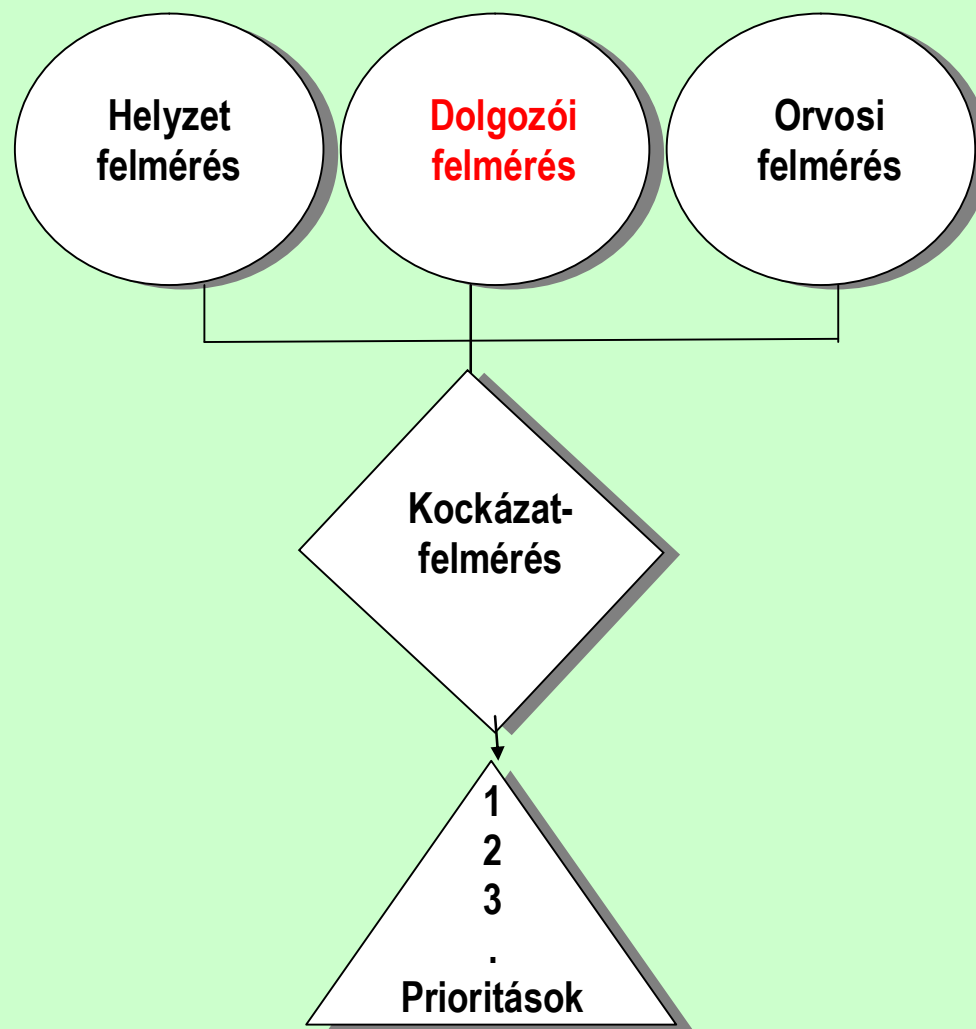 Helyzet
felmérés
Dolgozói
felmérés
Orvosi
felmérés
Kockázat-
felmérés
1
2
3
.
Prioritások